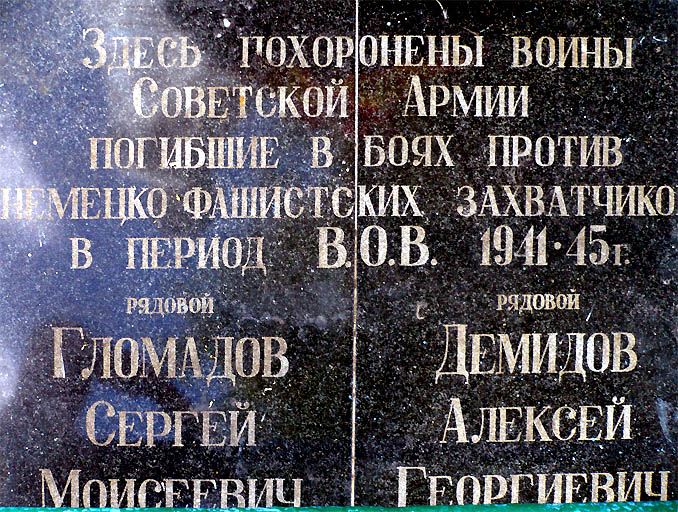 Здесь похоронены воины
Советской Армии
погибшие в боях против
немецко-фашистских захватчико
в период В.О.В. 1941-45г.
рядовой рядовой
Гломадов Демидов
Сергей Алексей
Моисеевич Георгиевич